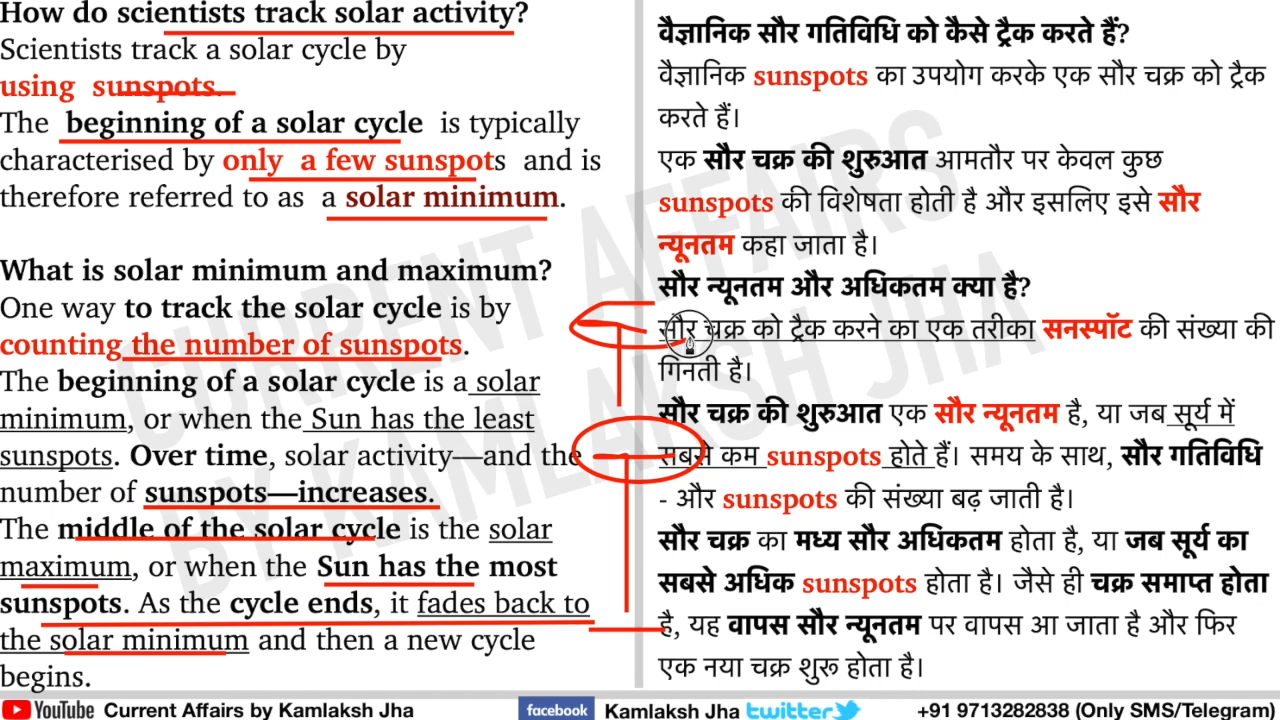 How do scientists track solar activity?
Scientists track a solar cycle by
using sunspots.
The beginning of a solar cycle is typically
characterised by only a few sunspots and is
therefore referred to as a solar minimum.
What is solar minimum and maximum?
One way to track the solar cycle is by
counting the number of sunspots.
The beginning of a solar cycle is a solar
minimum, or when the Sun has the least
sunspots. Over time, solar activity—and the
number of sunspots—increases.
The middle of the solar cycle is the solar
maximum, or when the Sun has the most
sunspots. As the cycle ends, it fades back to
the solar minimum and then a new cycle
begins.
वैज्ञानिक सौर गतिविधि को कैसे ट्रैक करते हैं?
वैज्ञानिक sunspots का उपयोग करके एक सौर चक्र को ट्रैक
करते हैं।
एक सौर चक्र की शुरुआत आमतौर पर केवल कुछ
sunspots की विशेषता होती है और इसलिए इसे सौर
न्यूनतम कहा जाता है।
सौर न्यूनतम और अधिकतम क्या है?
सौर चक्र को ट्रैक करने का एक तरीका सनस्पॉट की संख्या की
गिनती है।
सौर चक्र की शुरुआत एक सौर न्यूनतम है, या जब सूर्य में
सबसे कम sunspots होते हैं। समय के साथ, सौर गतिविधि
- और sunspots की संख्या बढ़ जाती है।
सौर चक्र का मध्य सौर अधिकतम होता है, या जब सूर्य का
सबसे अधिक sunspots होता है। जैसे ही चक्र समाप्त होता
है, यह वापस सौर न्यूनतम पर वापस आ जाता है और फिर
एक नया चक्र शुरू होता है।
CURRENT AFFAIRS
BY KAMLAKSH JHA
YouTube Current Affairs by Kamlaksh Jha facebook Kamlaksh Jha twitter +91 9713282838 (Only SMS/Telegram)